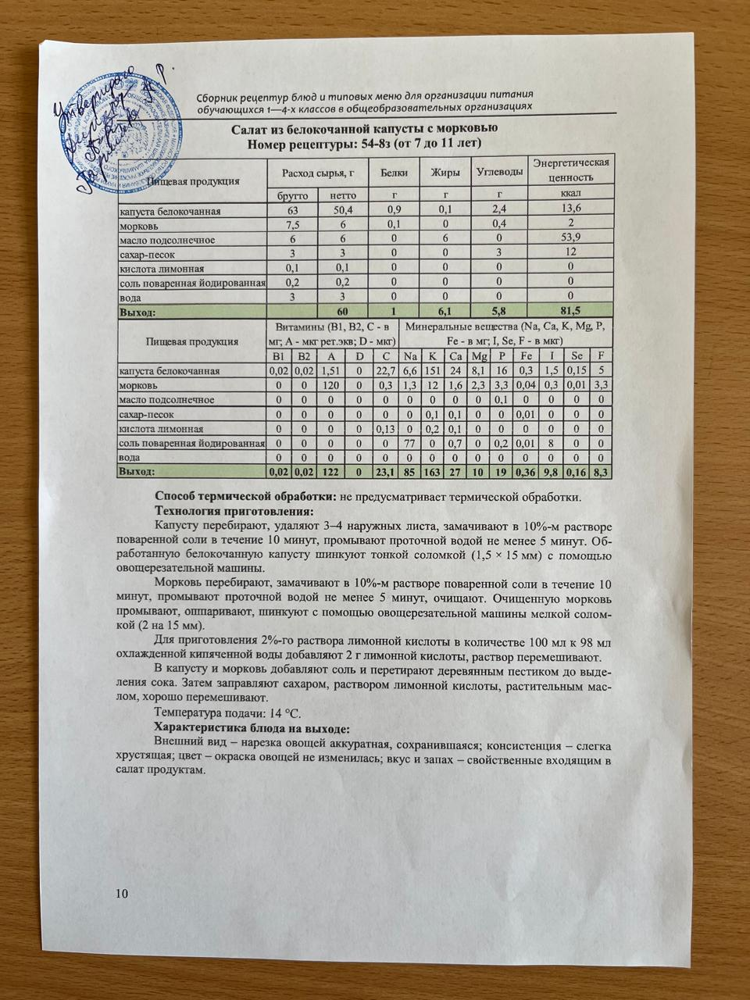 Утверждаю
Директор
Сборник рецептур блюд и типовых меню для организации питания
обучающихся 1—4-х классов в общеобразовательных организациях
Салат из белокочанной капусты с морковью
Номер рецептуры: 54-8з (от 7 до 11 лет)
Пищевая продукция Расход сырья, г Белки Жиры Углеводы Энергетическая ценность
брутто нетто г г г ккал
капуста белокочанная 63 50,4 0,9 0,1 2,4 13,6
морковь 7,5 6 0,1 0 0,4 2
масло подсолнечное 6 6 0 6 0 53,9
сахар-песок 3 3 0 0 3 12
кислота лимонная 0,1 0,1 0 0 0 0
соль поваренная йодированная 0,2 0,2 0 0 0 0
вода 3 3 0 0 0 0
Выход: 60 1 6,1 5,8 81,5
Пищевая продукция Витамины (B1, B2, C - в мг; A - мкг рет.экв; D - мкг) Минеральные вещества (Na, Ca, K, Mg, P, Fe - в мг; I, Se, F - в мкг)
B1 B2 A D C Na K Ca Mg P Fe I Se F
капуста белокочанная 0,02 0,02 1,51 0 22,7 6,6 151 24 8,1 16 0,3 1,5 0,15 5
морковь 0 0 120 0 0,3 1,3 12 1,6 2,3 3,3 0,04 0,3 0,01 3,3
масло подсолнечное 0 0 0 0 0 0 0 0 0 0,1 0 0 0 0
сахар-песок 0 0 0 0 0 0 0,1 0,1 0 0 0,01 0 0 0
кислота лимонная 0 0 0 0 0,13 0 0,2 0,1 0 0 0 0 0 0
соль поваренная йодированная 0 0 0 0 0 77 0 0,7 0 0,2 0,01 8 0 0
вода 0 0 0 0 0 0 0 0 0 0 0 0 0 0
Выход: 0,02 0,02 122 0 23,1 85 163 27 10 19 0,36 9,8 0,16 8,3
Способ термической обработки: не предусматривает термической обработки.
Технология приготовления:
Капусту перебирают, удаляют 3–4 наружных листа, замачивают в 10%-м растворе
поваренной соли в течение 10 минут, промывают проточной водой не менее 5 минут. Об-
работанную белокочанную капусту шинкуют тонкой соломкой (1,5 × 15 мм) с помощью
овощерезательной машины.
Морковь перебирают, замачивают в 10%-м растворе поваренной соли в течение 10
минут, промывают проточной водой не менее 5 минут, очищают. Очищенную морковь
промывают, ошпаривают, шинкуют с помощью овощерезательной машины мелкой солом-
кой (2 на 15 мм).
Для приготовления 2%-го раствора лимонной кислоты в количестве 100 мл к 98 мл
охлажденной кипяченной воды добавляют 2 г лимонной кислоты, раствор перемешивают.
В капусту и морковь добавляют соль и перетирают деревянным пестиком до выде-
ления сока. Затем заправляют сахаром, раствором лимонной кислоты, растительным мас-
лом, хорошо перемешивают.
Температура подачи: 14 °С.
Характеристика блюда на выходе:
Внешний вид – нарезка овощей аккуратная, сохранившаяся; консистенция – слегка
хрустящая; цвет – окраска овощей не изменилась; вкус и запах – свойственные входящим в
салат продуктам.
10